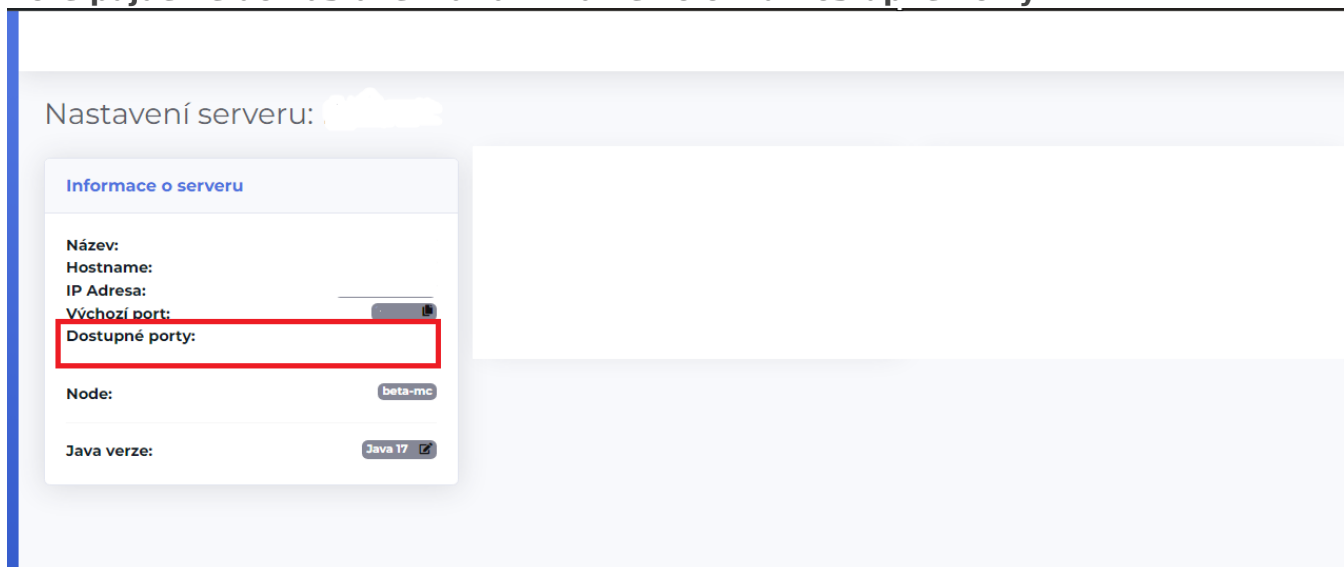 Nastavení serveru:
Informace o serveru
Název:
Hostname:
IP Adresa:
Výchozí port:
Dostupné porty:
Node: beta-mc
Java verze: Java 17